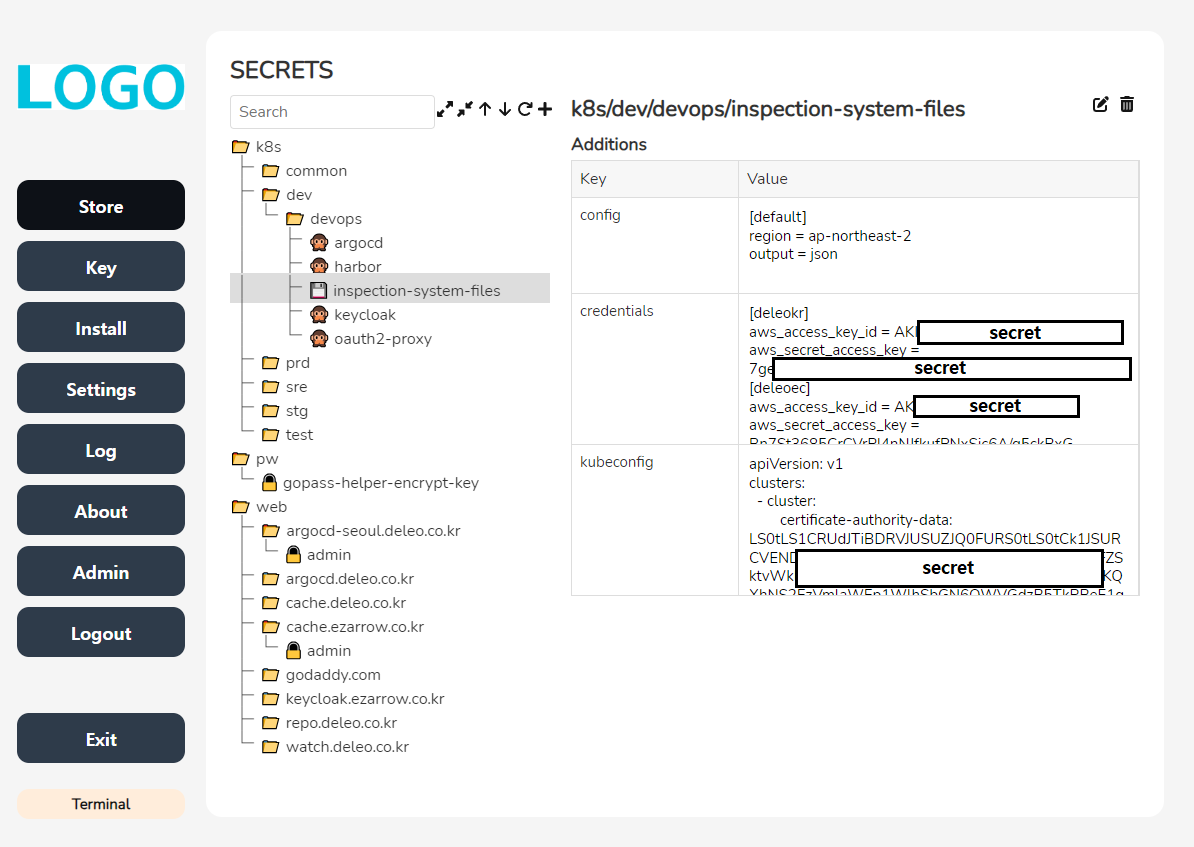 LOGO
Store
Key
Install
Settings
Log
About
Admin
Logout
Exit
Terminal
SECRETS
Search
k8s
common
dev
devops
argocd
harbor
inspection-system-files
keycloak
oauth2-proxy
prd
sre
stg
test
pw
gopass-helper-encrypt-key
web
argocd-seoul.deleo.co.kr
admin
argocd.deleo.co.kr
cache.deleo.co.kr
cache.ezarrow.co.kr
admin
godaddy.com
keycloak.ezarrow.co.kr
repo.deleo.co.kr
watch.deleo.co.kr
k8s/dev/devops/inspection-system-files
Additions
Key Value
config
[default]
region = ap-northeast-2
output = json
credentials
[deleokr]
aws_access_key_id = AK secret
aws_secret_access_key =
7ge secret
[deleoec]
aws_access_key_id = AK secret
aws_secret_access_key =
kubeconfig
apiVersion: v1
clusters:
- cluster:
certificate-authority-data:
LS0tLS1CRUdJTiBDRVJUSUZJQ0FURS0tLS0tCk1JSUR
CVEND secret ZS
ktvWk KQ